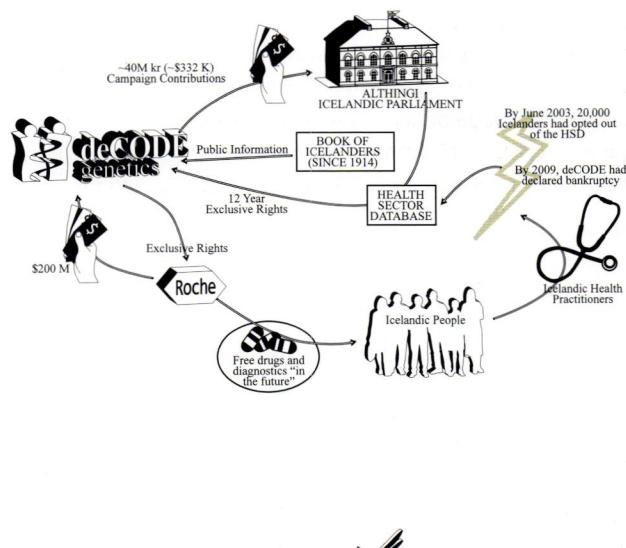 ~40M kr (~$332 K)
Campaign Contributions
ALTHINGI
ICELANDIC PARLIAMENT
By June 2003, 20,000
Icelanders had opted out
of the HSD
deCODE
genetics
Public Information
BOOK OF
ICELANDERS
(SINCE 1914)
By 2009, deCODE had
declared bankruptcy
12 Year
Exclusive Rights
HEALTH
SECTOR
DATABASE
$200 M
Exclusive Rights
Roche
Icelandic Health
Practitioners
Icelandic People
Free drugs and
diagnostics “in
the future”